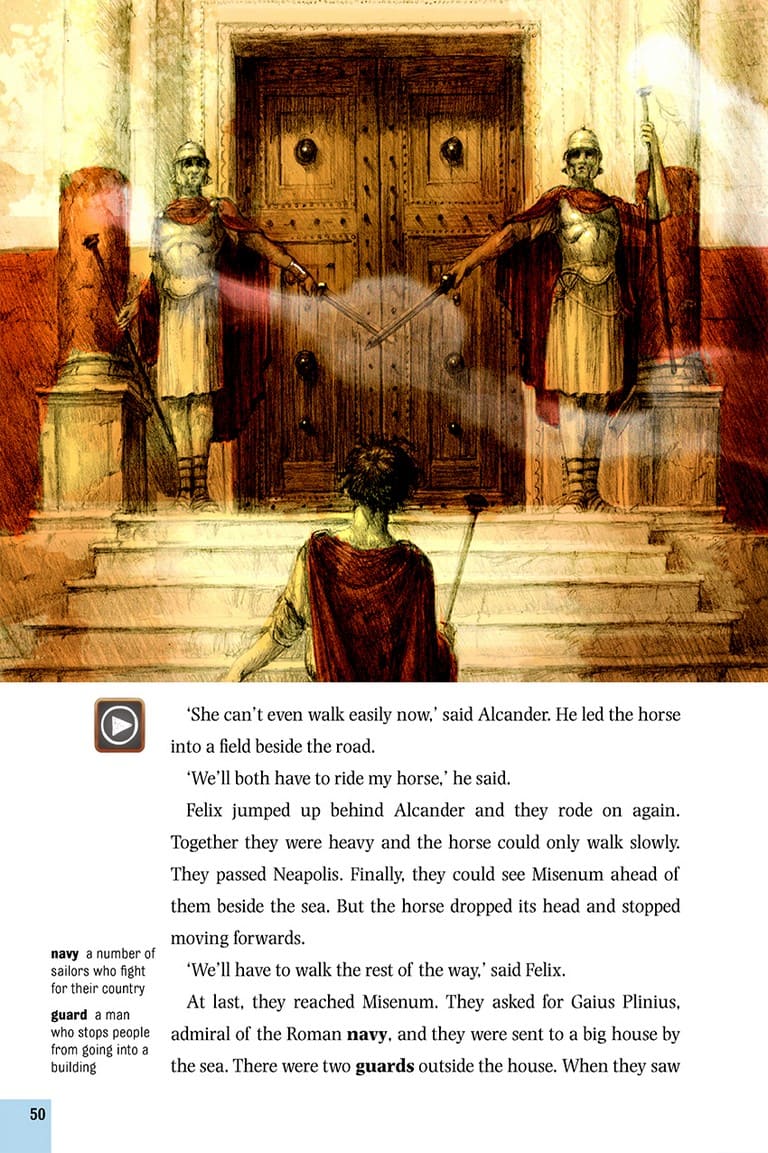 ‘She can’t even walk easily now,’ said Alcander. He led the horse
into a field beside the road.
‘We’ll both have to ride my horse,’ he said.
Felix jumped up behind Alcander and they rode on again.
Together they were heavy and the horse could only walk slowly.
They passed Neapolis. Finally, they could see Misenum ahead of
them beside the sea. But the horse dropped its head and stopped
moving forwards.
‘We’ll have to walk the rest of the way,’ said Felix.
At last, they reached Misenum. They asked for Gaius Plinius,
admiral of the Roman navy, and they were sent to a big house by
the sea. There were two guards outside the house. When they saw
navy a number of
sailors who fight
for their country
guard a man
who stops people
from going into a
building
50